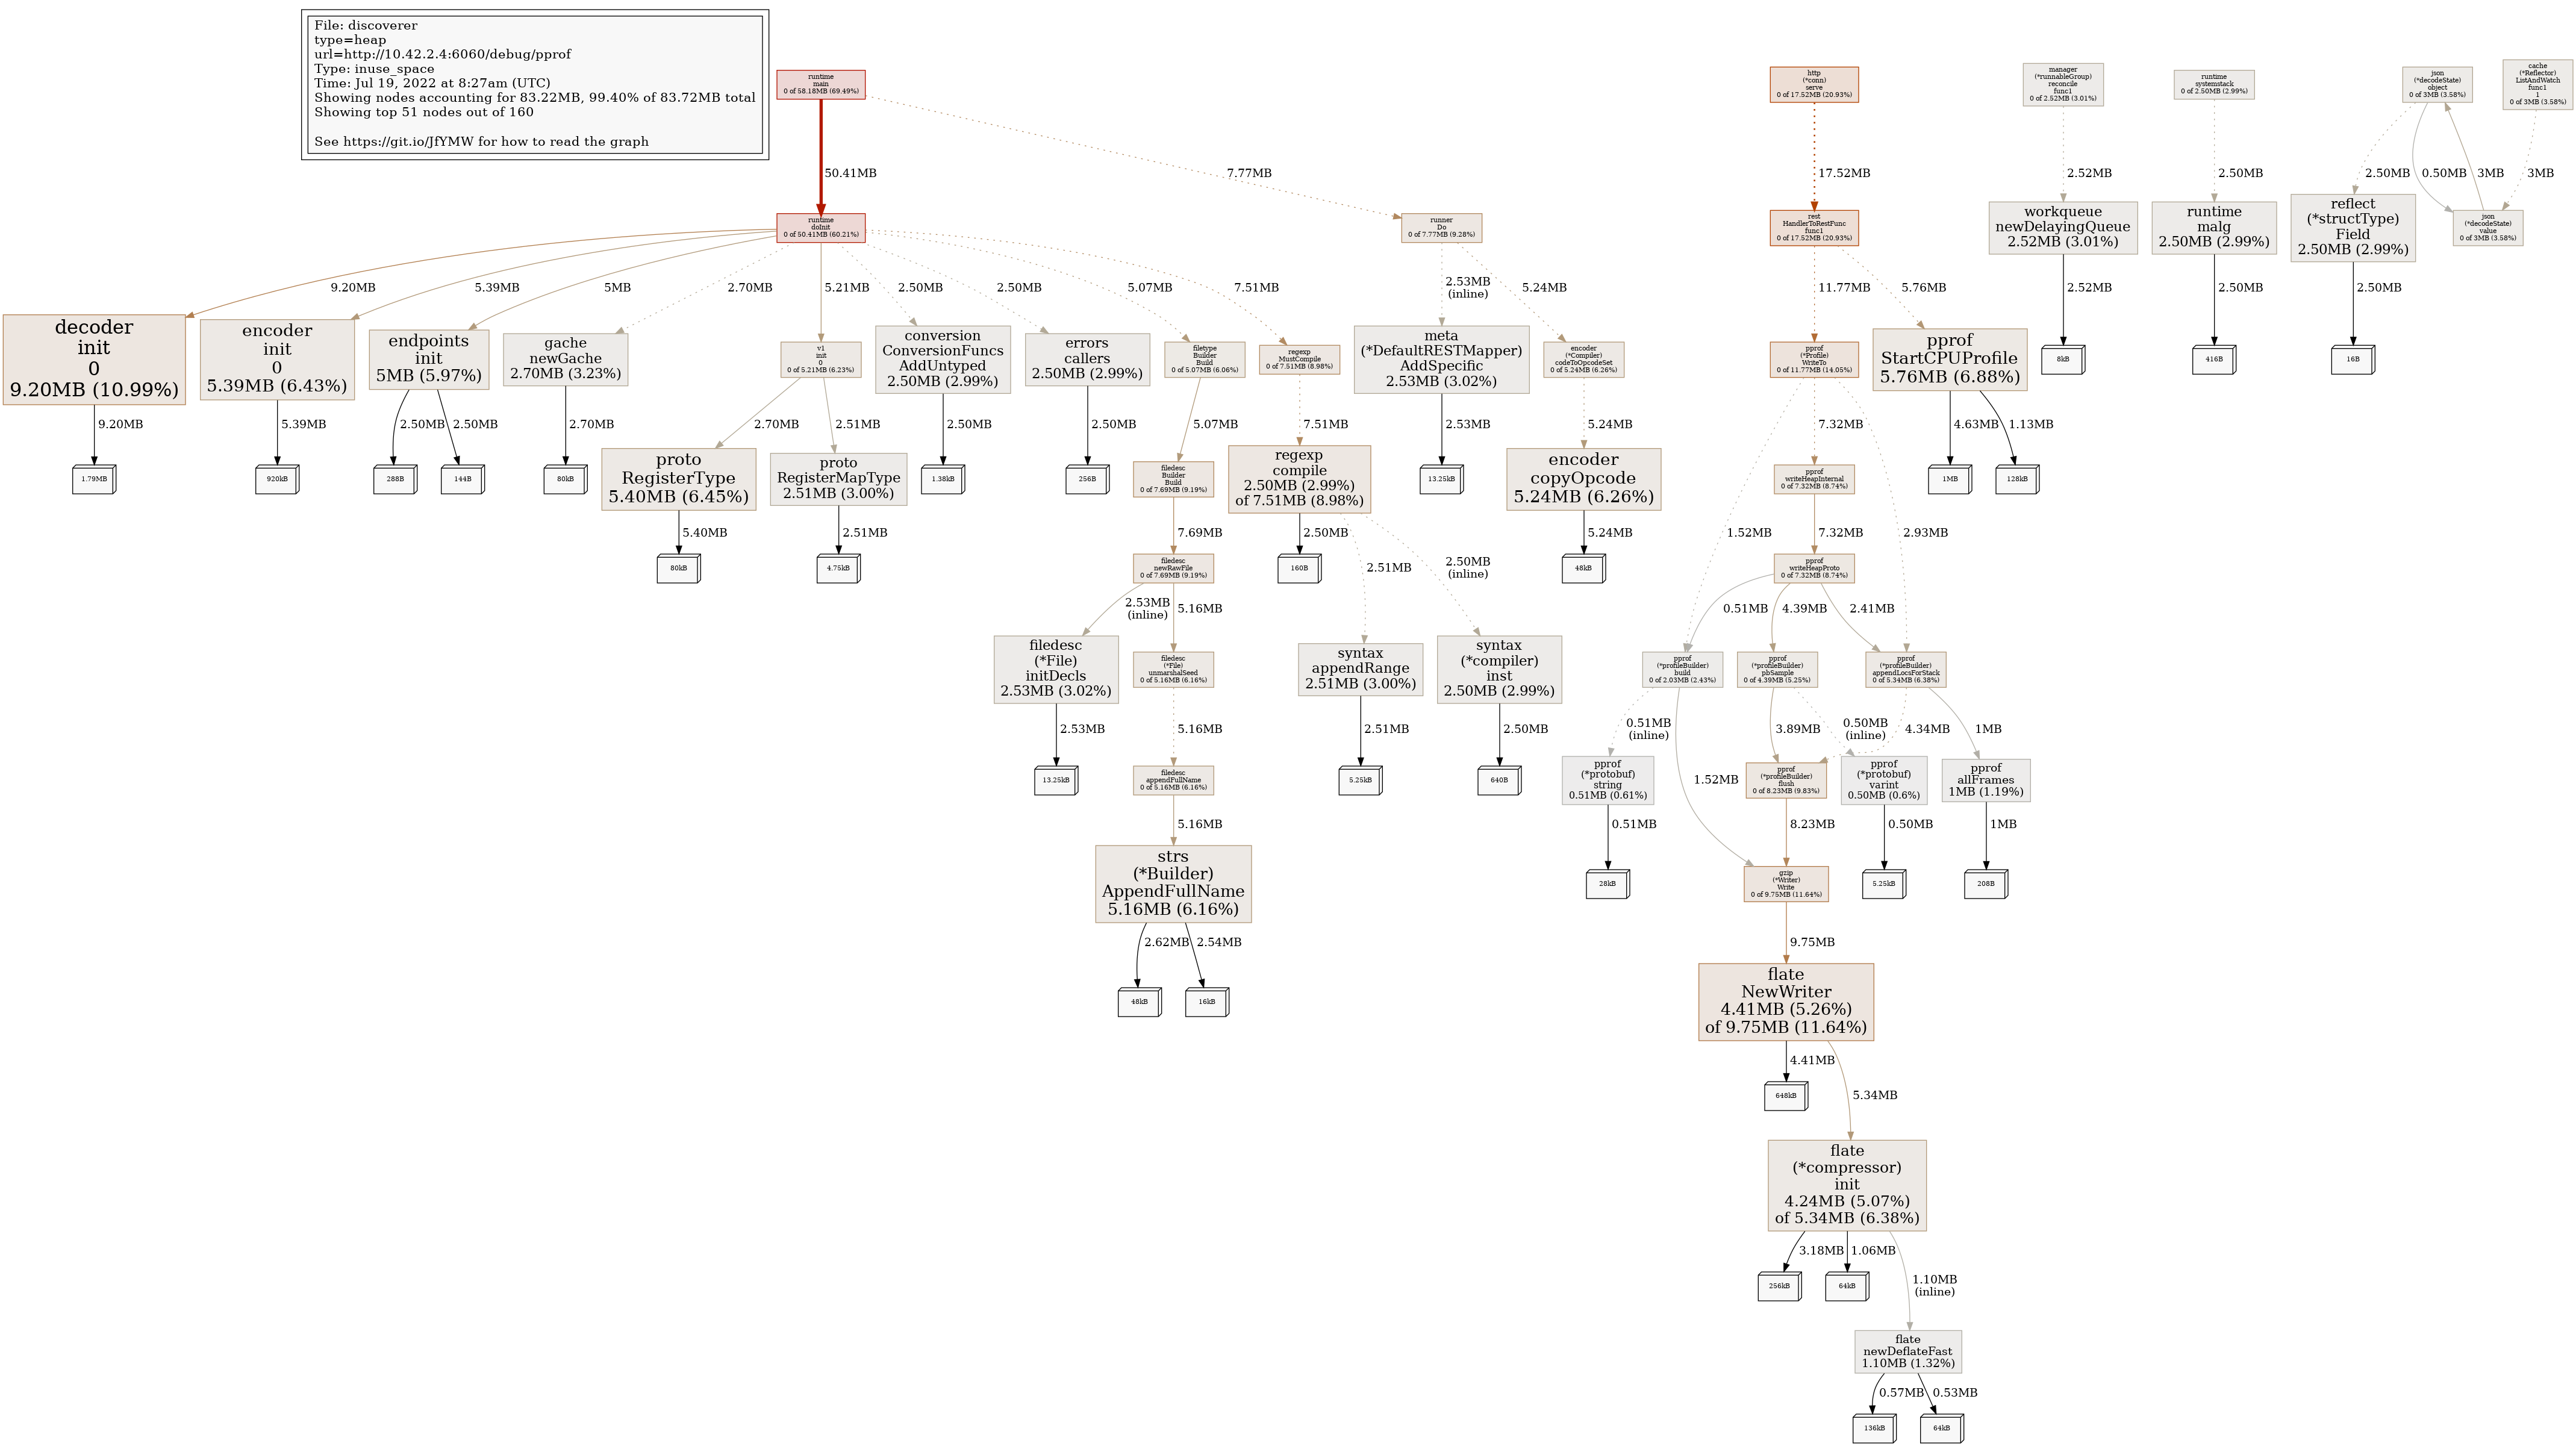 File: discoverer
type=heap
url=http://10.42.2.4:6060/debug/pprof
Type: inuse_space
Time: Jul 19, 2022 at 8:27am (UTC)
Showing nodes accounting for 83.22MB, 99.40% of 83.72MB total
Showing top 51 nodes out of 160
See https://git.io/JfYMW for how to read the graph
runtime
main
0 of 58.18MB (69.49%)
http
(*conn)
serve
0 of 17.52MB (20.93%)
manager
(*runnableGroup)
reconcile
func1
0 of 2.52MB (3.01%)
runtime
systemstack
0 of 2.50MB (2.99%)
json
(*decodeState)
object
0 of 3MB (3.58%)
cache
(*Reflector)
ListAndWatch
func1
1
0 of 3MB (3.58%)
50.41MB
7.77MB
17.52MB
2.52MB
2.50MB
2.50MB
0.50MB
3MB
3MB
runtime
doInit
0 of 50.41MB (60.21%)
runner
Do
0 of 7.77MB (9.28%)
rest
HandlerToRestFunc
func1
0 of 17.52MB (20.93%)
workqueue
newDelayingQueue
2.52MB (3.01%)
runtime
malg
2.50MB (2.99%)
reflect
(*structType)
Field
2.50MB (2.99%)
json
(*decodeState)
value
0 of 3MB (3.58%)
9.20MB
5.39MB
5MB
2.70MB
5.21MB
2.50MB
2.50MB
5.07MB
7.51MB
2.53MB
(inline)
5.24MB
11.77MB
5.76MB
2.52MB
2.50MB
2.50MB
decoder
init
0
9.20MB (10.99%)
encoder
init
0
5.39MB (6.43%)
endpoints
init
5MB (5.97%)
gache
newGache
2.70MB (3.23%)
v1
init
0
0 of 5.21MB (6.23%)
conversion
ConversionFuncs
AddUntyped
2.50MB (2.99%)
errors
callers
2.50MB (2.99%)
filetype
Builder
Build
0 of 5.07MB (6.06%)
regexp
MustCompile
0 of 7.51MB (8.98%)
meta
(*DefaultRESTMapper)
AddSpecific
2.53MB (3.02%)
encoder
(*Compiler)
codeToOpcodeSet
0 of 5.24MB (6.26%)
pprof
(*Profile)
WriteTo
0 of 11.77MB (14.05%)
pprof
StartCPUProfile
5.76MB (6.88%)
8kB
416B
16B
9.20MB
5.39MB
2.50MB
2.50MB
2.70MB
2.70MB
2.51MB
2.50MB
2.50MB
5.07MB
7.51MB
2.53MB
5.24MB
7.32MB
4.63MB
1.13MB
1.79MB
920kB
288B
144B
80kB
proto
RegisterType
5.40MB (6.45%)
proto
RegisterMapType
2.51MB (3.00%)
1.38kB
256B
filedesc
Builder
Build
0 of 7.69MB (9.19%)
regexp
compile
2.50MB (2.99%)
of 7.51MB (8.98%)
13.25kB
encoder
copyOpcode
5.24MB (6.26%)
pprof
writeHeapInternal
0 of 7.32MB (8.74%)
1MB
128kB
5.40MB
2.51MB
7.69MB
2.50MB
5.24MB
1.52MB
7.32MB
2.93MB
80kB
4.75kB
filedesc
newRawFile
0 of 7.69MB (9.19%)
160B
2.51MB
2.50MB
(inline)
48kB
pprof
writeHeapProto
0 of 7.32MB (8.74%)
2.53MB
(inline)
5.16MB
0.51MB
4.39MB
2.41MB
filedesc
(*File)
initDecls
2.53MB (3.02%)
filedesc
(*File)
unmarshalSeed
0 of 5.16MB (6.16%)
syntax
appendRange
2.51MB (3.00%)
syntax
(*compiler)
inst
2.50MB (2.99%)
pprof
(*profileBuilder)
build
0 of 2.03MB (2.43%)
pprof
(*profileBuilder)
pbSample
0 of 4.39MB (5.25%)
pprof
(*profileBuilder)
appendLocsForStack
0 of 5.34MB (6.38%)
2.53MB
5.16MB
2.51MB
2.50MB
0.51MB
(inline)
3.89MB
0.50MB
(inline)
4.34MB
1MB
13.25kB
filedesc
appendFullName
0 of 5.16MB (6.16%)
5.25kB
640B
pprof
(*protobuf)
string
0.51MB (0.61%)
1.52MB
pprof
(*profileBuilder)
flush
0 of 8.23MB (9.83%)
pprof
(*protobuf)
varint
0.50MB (0.6%)
pprof
allFrames
1MB (1.19%)
5.16MB
0.51MB
8.23MB
0.50MB
1MB
strs
(*Builder)
AppendFullName
5.16MB (6.16%)
28kB
gzip
(*Writer)
Write
0 of 9.75MB (11.64%)
5.25kB
208B
2.62MB
2.54MB
9.75MB
48kB
16kB
flate
NewWriter
4.41MB (5.26%)
of 9.75MB (11.64%)
4.41MB
5.34MB
648kB
flate
(*compressor)
init
4.24MB (5.07%)
of 5.34MB (6.38%)
3.18MB
1.06MB
1.10MB
(inline)
256kB
64kB
flate
newDeflateFast
1.10MB (1.32%)
0.57MB
0.53MB
136kB
64kB